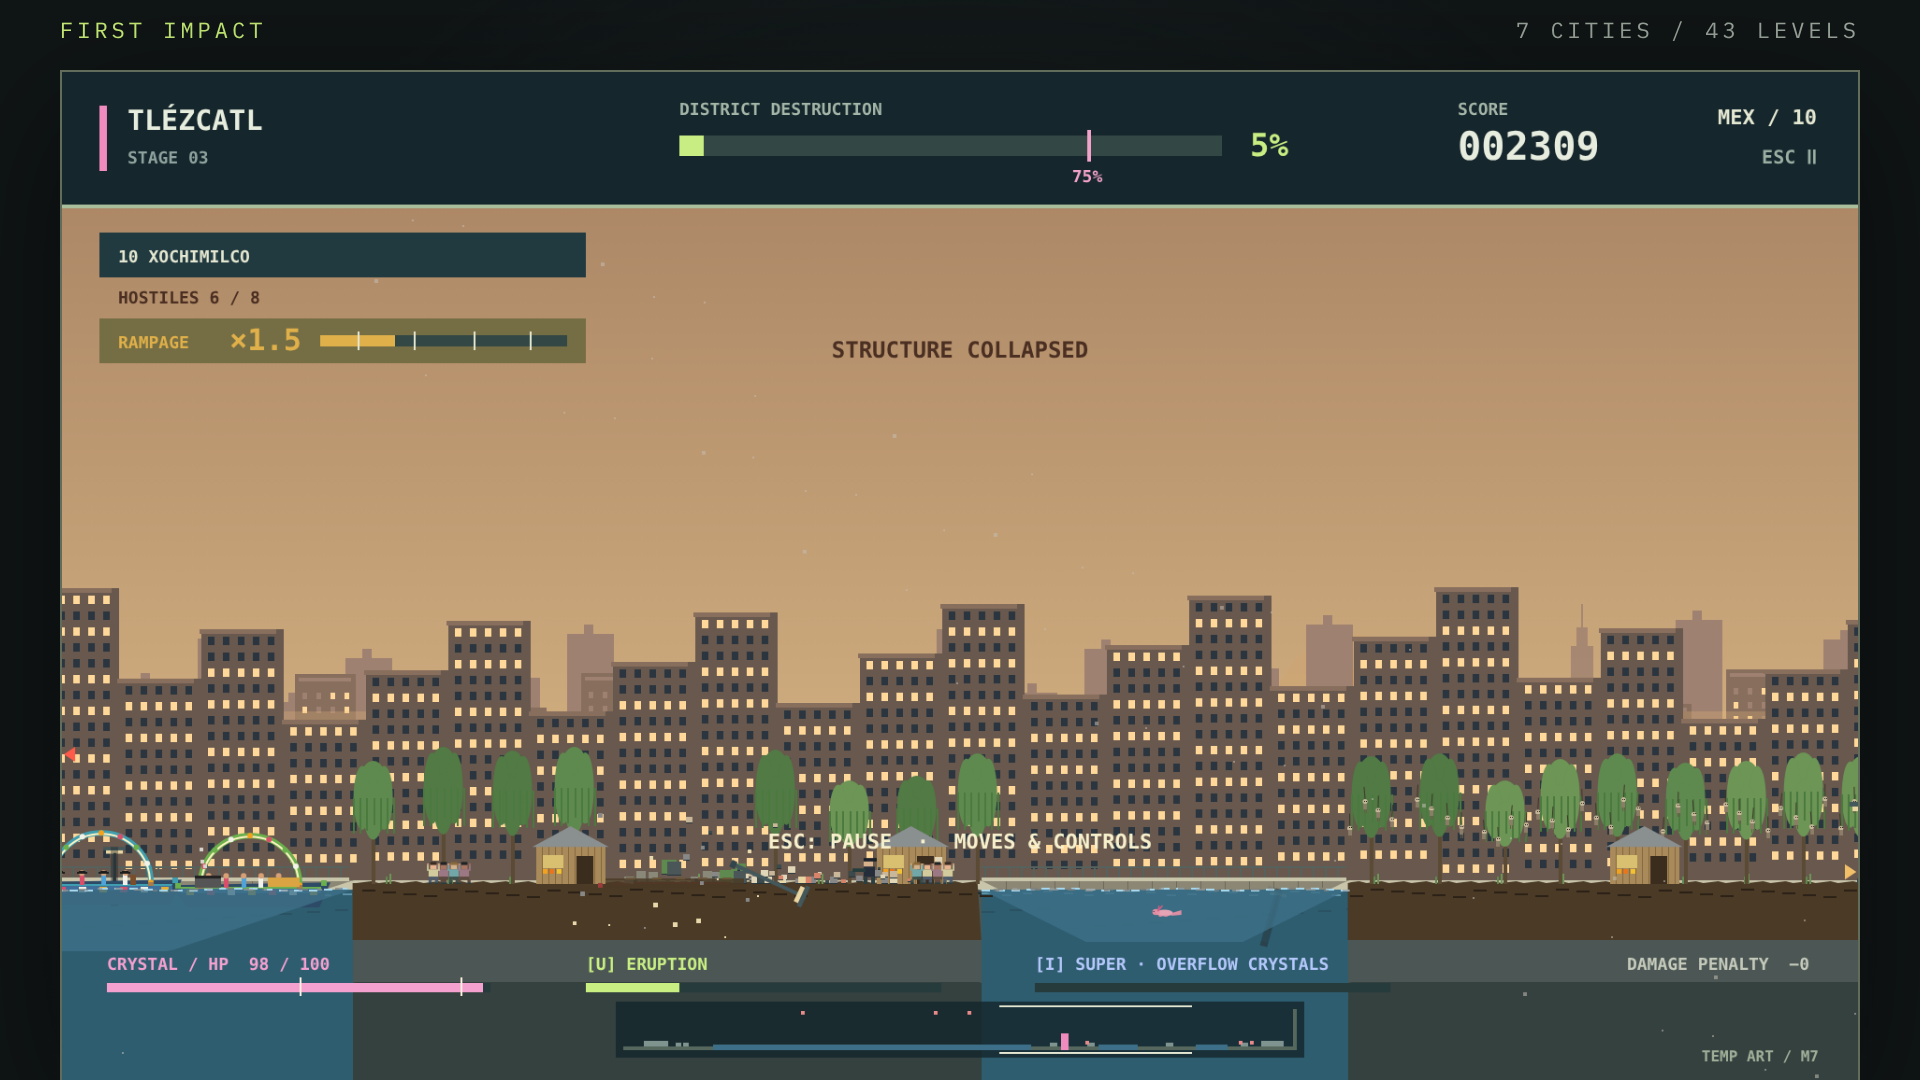 FIRST IMPACT
7 CITIES / 43 LEVELS
TLÉZCATL
STAGE 03
DISTRICT DESTRUCTION
5%
75%
SCORE
002309
MEX / 10
ESC II
10 XOCHIMILCO
HOSTILES 6 / 8
RAMPAGE ×1.5
STRUCTURE COLLAPSED
ESC: PAUSE · MOVES & CONTROLS
CRYSTAL / HP 98 / 100
[U] ERUPTION
[I] SUPER · OVERFLOW CRYSTALS
DAMAGE PENALTY −0
TEMP ART / M7